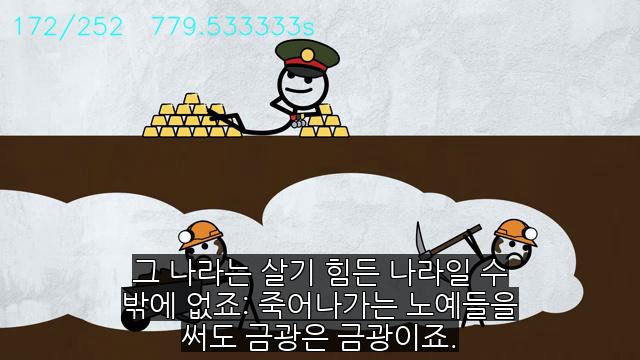 172/252 779.533333s
그 나라는 살기 힘든 나라일 수
밖에 없죠: 죽어나가는 노예들을
써도 금광은 금광이죠.